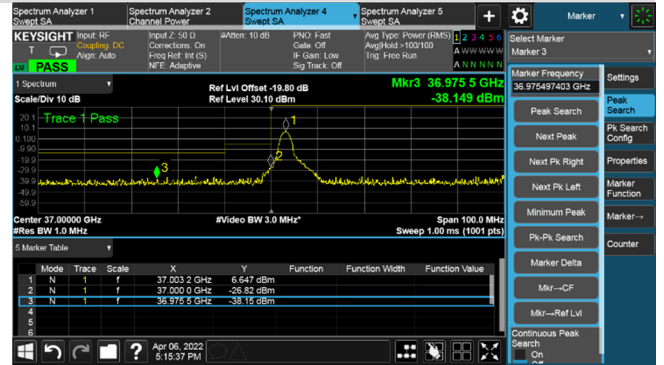 Spectrum Analyzer 1
Swept SA
Spectrum Analyzer 2
Channel Power
Spectrum Analyzer 4
Swept SA
Spectrum Analyzer 5
Swept SA
+
Marker
KEYSIGHT
T
LVI PASS
Input: RF
Coupling: DC
Align: Auto
Input Z: 50 Ω
Corrections: On
Freq Ref: Int (S)
NFE: Adaptive
#Atten: 10 dB
PNO: Fast
Gate: Off
IF Gain: Low
Sig Track: Off
Avg Type: Power (RMS)
Avg|Hold:>100/100
Trig: Free Run
1 2 3 4 5 6
A W W W W W
A N N N N N
Select Marker
Marker 3
1 Spectrum
Scale/Div 10 dB
Ref Lvl Offset -19.80 dB
Ref Level 30.10 dBm
Mkr3 36.975 5 GHz
-38.149 dBm
Trace 1 Pass
20.1
10.1
0.100
-9.90
-19.9
-29.9
-39.9
-49.9
-59.9
1
2
3
Center 37.00000 GHz
#Res BW 1.0 MHz
#Video BW 3.0 MHz*
Span 100.0 MHz
Sweep 1.00 ms (1001 pts)
5 Marker Table
Mode Trace Scale X Y Function Function Width Function Value
1 N 1 f 37.003 2 GHz 6.647 dBm
2 N 1 f 37.000 0 GHz -26.82 dBm
3 N 1 f 36.975 5 GHz -38.15 dBm
4
5
6
Apr 06, 2022
5:15:37 PM
Marker Frequency
36.975497403 GHz
Peak Search
Next Peak
Next Pk Right
Next Pk Left
Minimum Peak
Pk-Pk Search
Marker Delta
Mkr→CF
Mkr→Ref Lvl
Continuous Peak
Search
On
Off
Settings
Peak
Search
Pk Search
Config
Properties
Marker
Function
Marker→
Counter